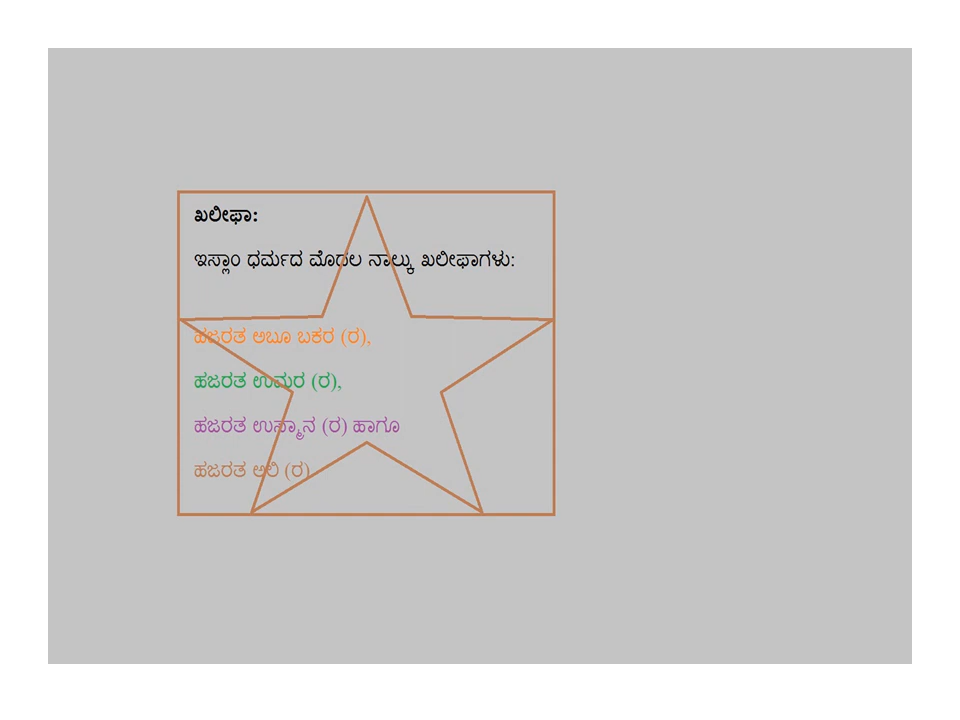 ಖಲೀಫಾ:
ಇಸ್ಲಾಂ ಧರ್ಮದ ಮೊದಲ ನಾಲ್ಕು ಖಲೀಫಾಗಳು:
ಹಜರತ ಅಬೂ ಬಕರ (ರ),
ಹಜರತ ಉಮರ (ರ),
ಹಜರತ ಉಸ್ಮಾನ (ರ) ಹಾಗೂ
ಹಜರತ ಅಲಿ (ರ)